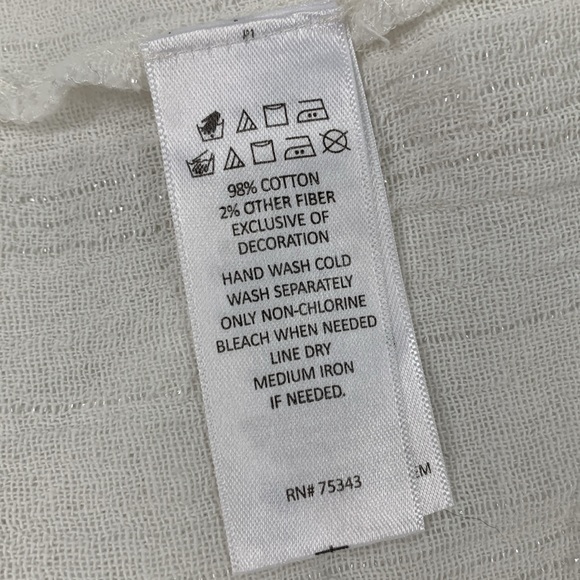 98% COTTON
2% OTHER FIBER
EXCLUSIVE OF
DECORATION
HAND WASH COLD
WASH SEPARATELY
ONLY NON-CHLORINE
BLEACH WHEN NEEDED
LINE DRY
MEDIUM IRON
IF NEEDED.
RN# 75343
EM